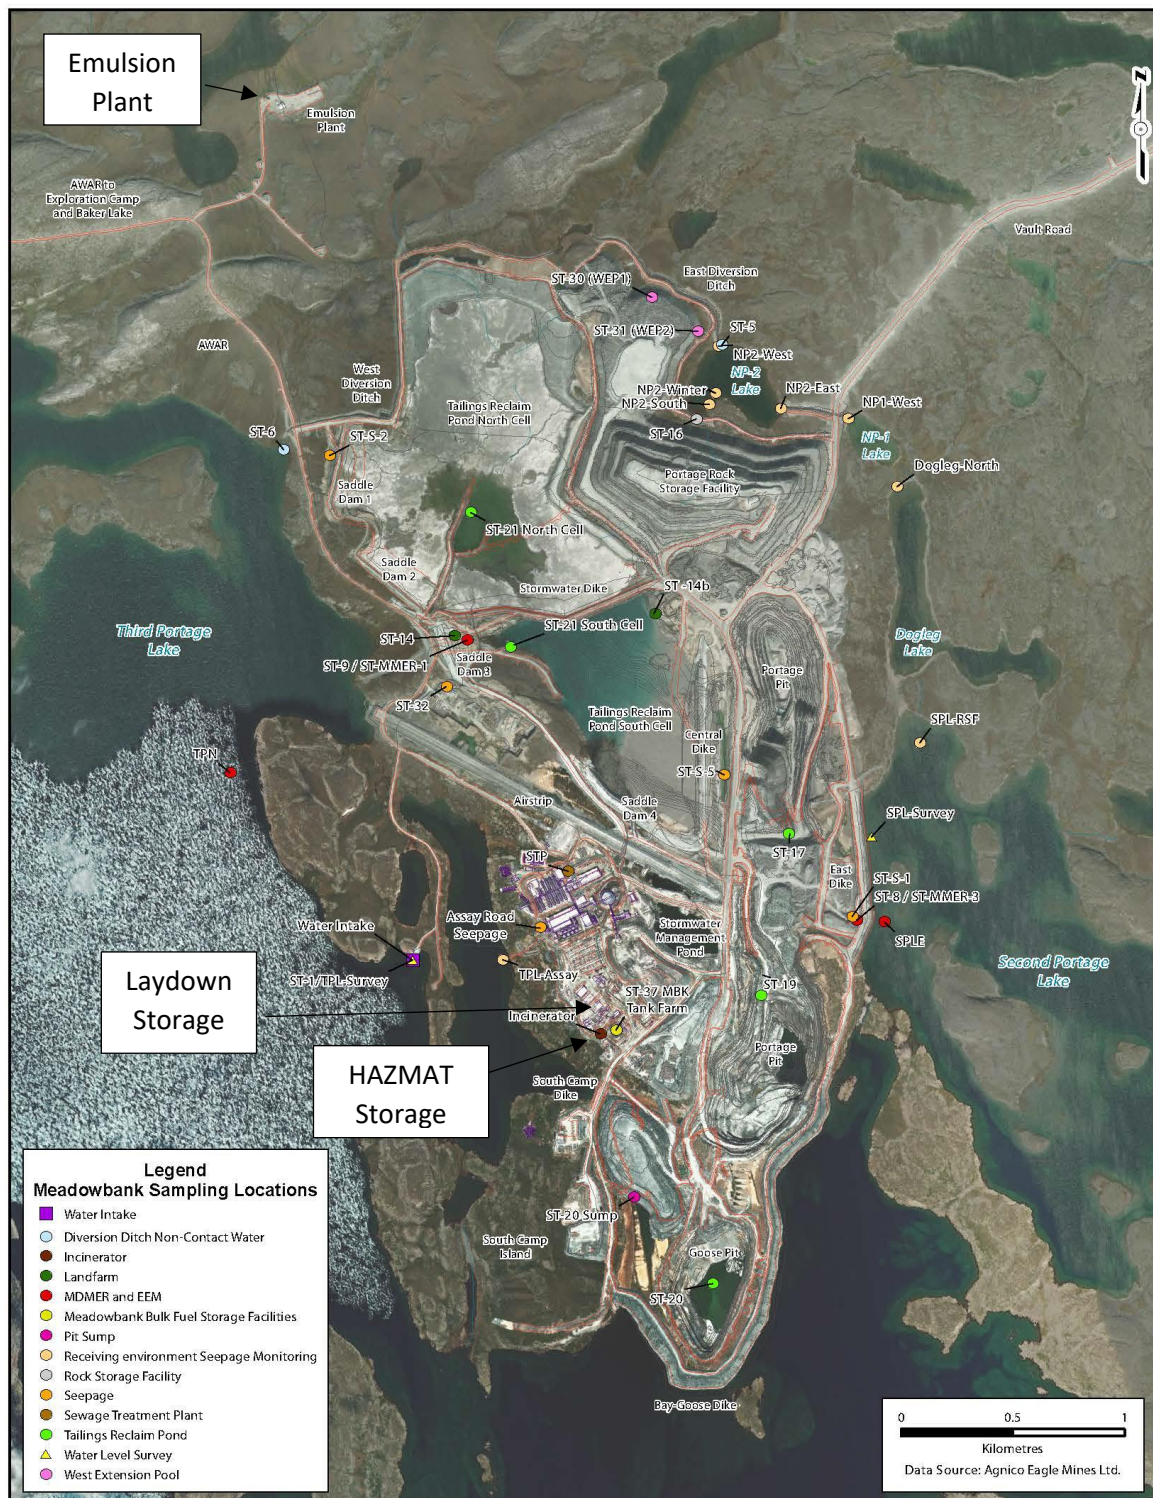 Emulsion
Plant
Emulsion
Plant
N
AWAR to
Exploration Camp
and Baker Lake
Vault Road
East Diversion
Ditch
ST-30 (WEP1)
ST-31 (WEP2)
ST-5
NP2-West
NP-2
Lake
AWAR
West
Diversion
Ditch
NP2-Winter
NP2-South
NP2-East
NP1-West
Tailings Reclaim
Pond North Cell
ST-16
ST-6
ST-S-2
NP-1
Lake
Portage Rock
Storage Facility
Dogleg-North
Saddle
Dam 1
ST-21 North Cell
Saddle
Dam 2
Stormwater Dike
ST -14b
Third Portage
Lake
ST-14
ST-21 South Cell
ST-9 / ST-MMER-1
Saddle
Dam 3
Dogleg
Lake
Portage
Pit
ST-32
Tailings Reclaim
Pond South Cell
SPL-RSF
Central
Dike
TPN
ST-S-5
Airstrip
Saddle
Dam 4
SPL-Survey
ST-17
STP
East
Dike
ST-S-1
ST-8 / ST-MMER-3
Assay Road
Seepage
Water Intake
Stormwater
Management
Pond
SPLE
Second Portage
Lake
Laydown
Storage
ST-1/TPL-Survey
TPL-Assay
ST-37 MBK
Tank Farm
ST-19
Incinerator
Portage
Pit
HAZMAT
Storage
South Camp
Dike
Legend
Meadowbank Sampling Locations
Water Intake
Diversion Ditch Non-Contact Water
Incinerator
Landfarm
MDMER and EEM
Meadowbank Bulk Fuel Storage Facilities
Pit Sump
Receiving environment Seepage Monitoring
Rock Storage Facility
Seepage
Sewage Treatment Plant
Tailings Reclaim Pond
Water Level Survey
West Extension Pool
ST-20 Sump
South Camp
Island
Goose Pit
ST-20
Bay-Goose Dike
0 0.5 1
Kilometres
Data Source: Agnico Eagle Mines Ltd.